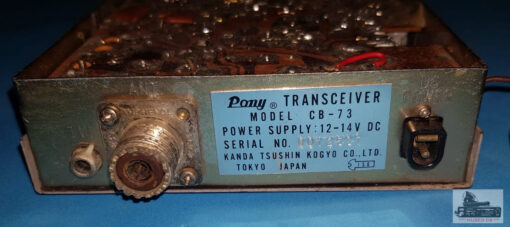 Pony ® TRANSCEIVER
MODEL CB-73
POWER SUPPLY: 12-14V DC
SERIAL NO.
KANDA TSUSHIN KOGYO CO., LTD.
TOKYO JAPAN